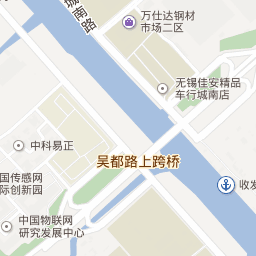 城南路
万仕达钢材
市场二区
无锡佳安精品
车行城南店
中科易正
吴都路上跨桥
国传感网
际创新园
收发
中国物联网
研究发展中心